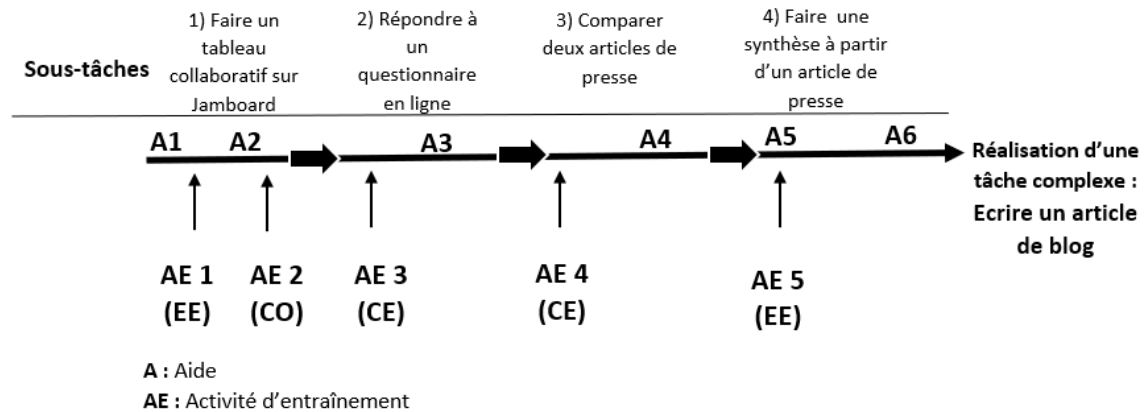 Sous-tâches
1) Faire un
tableau
collaboratif sur
Jamboard
2) Répondre à
un
questionnaire
en ligne
3) Comparer
deux articles de
presse
4) Faire une
synthèse à partir
d'un article de
presse
A1
A2
A3
A4
A5
A6
Réalisation d'une
tâche complexe :
Ecrire un article
de blog
AE 1
(EE)
AE 2
(CO)
AE 3
(CE)
AE 4
(CE)
AE 5
(EE)
A : Aide
AE : Activité d'entraînement